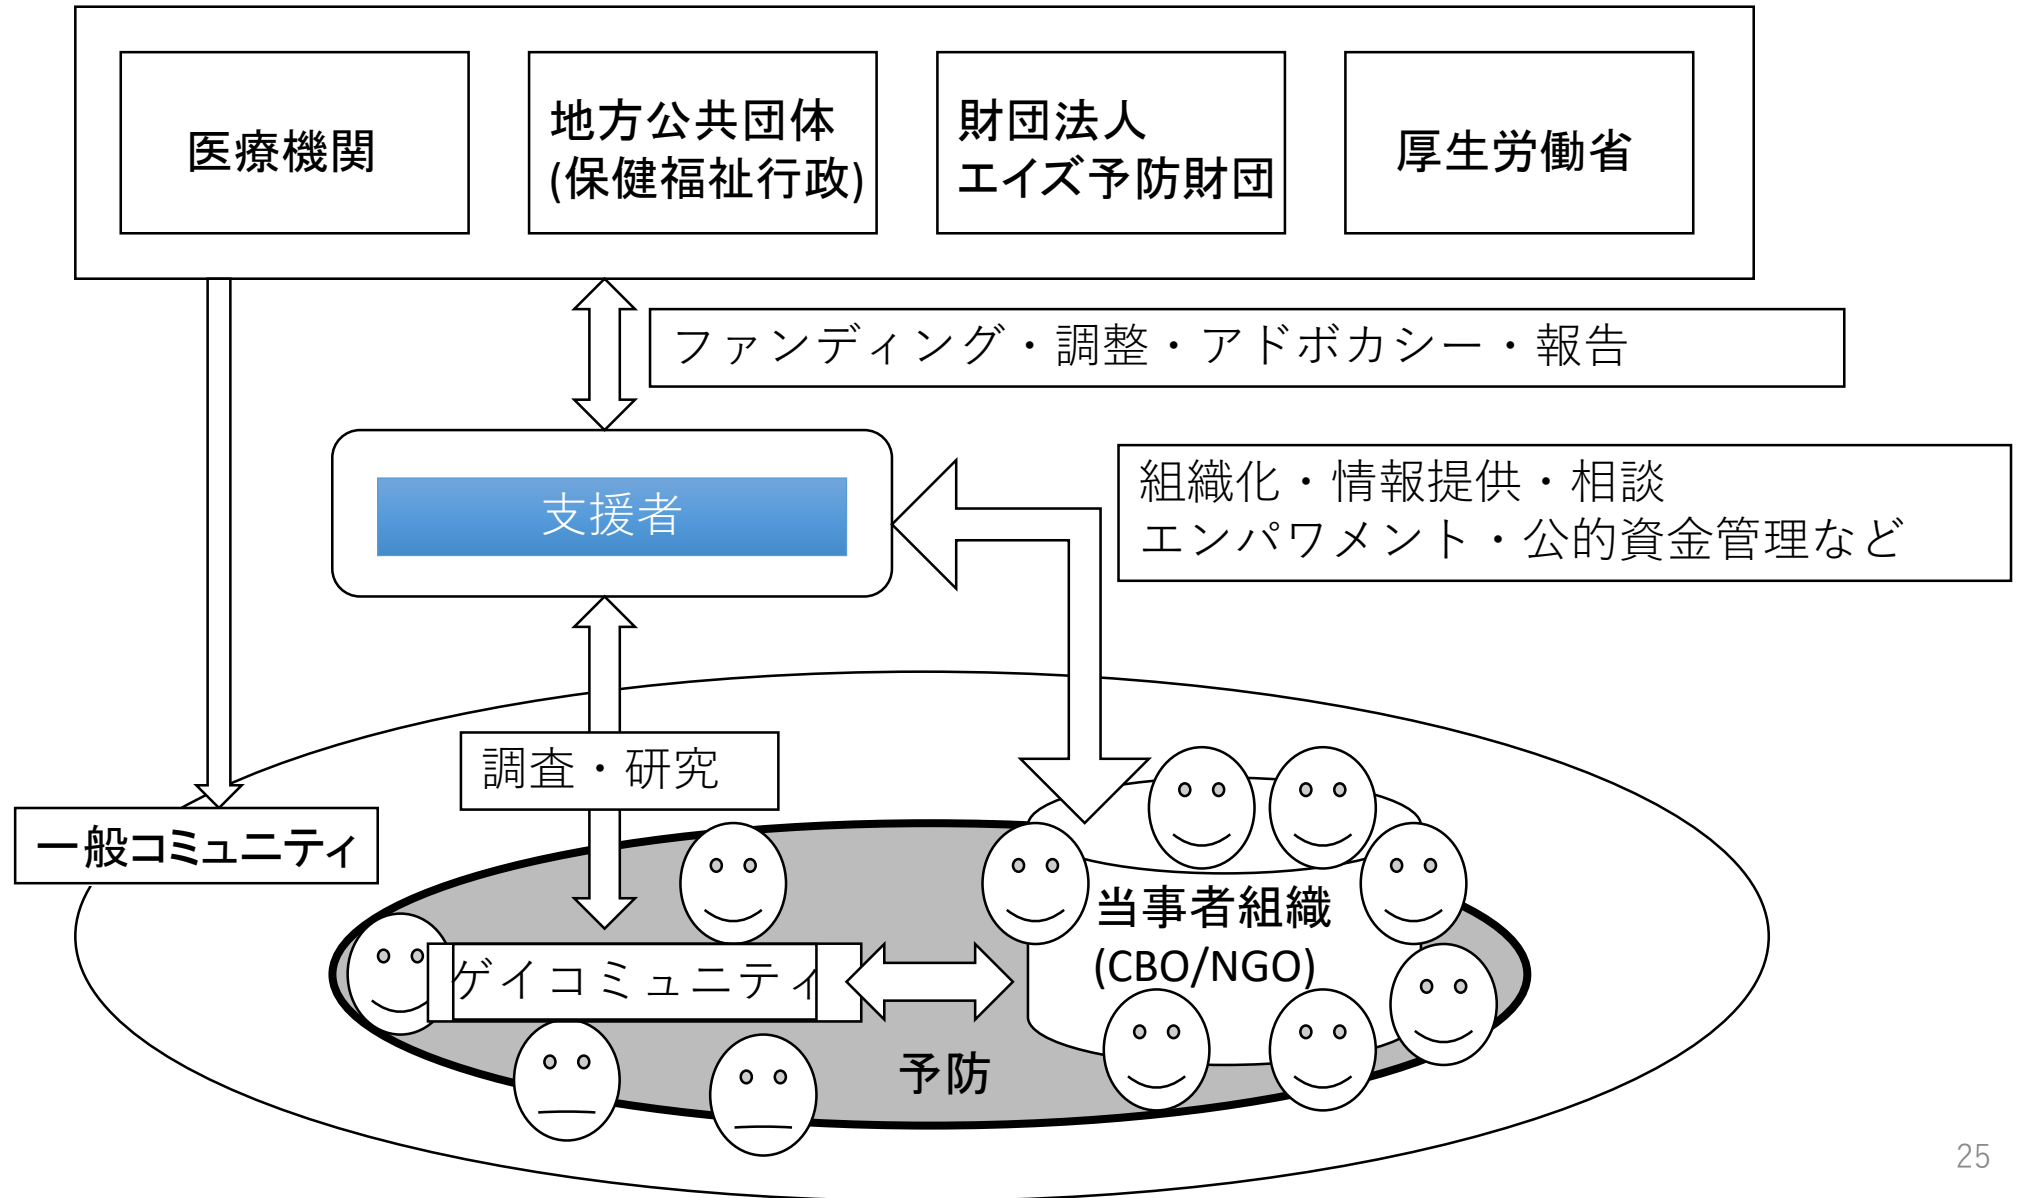 医療機関
地方公共団体
(保健福祉行政)
財団法人
エイズ予防財団
厚生労働省
ファンディング・調整・アドボカシー・報告
支援者
組織化・情報提供・相談
エンパワメント・公的資金管理など
調査・研究
一般コミュニティ
当事者組織
(CBO/NGO)
ゲイコミュニティ
予防
25